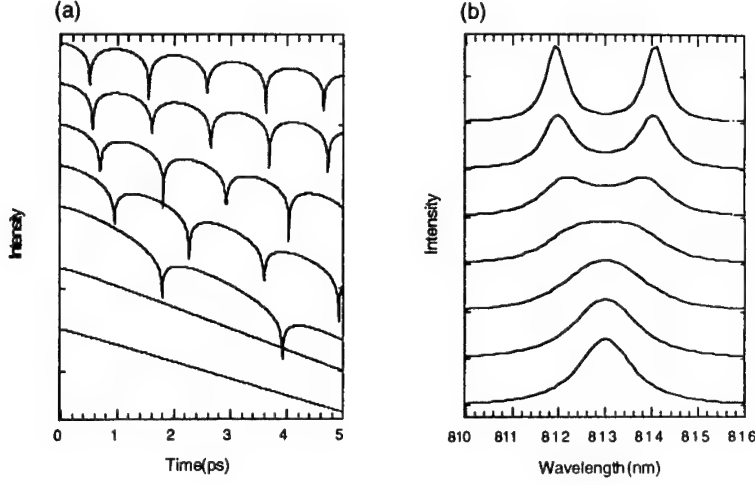 (a)
(b)
Intensity
0 1 2 3 4 5
Time(ps)
Intensity
810 811 812 813 814 815 816
Wavelength(nm)